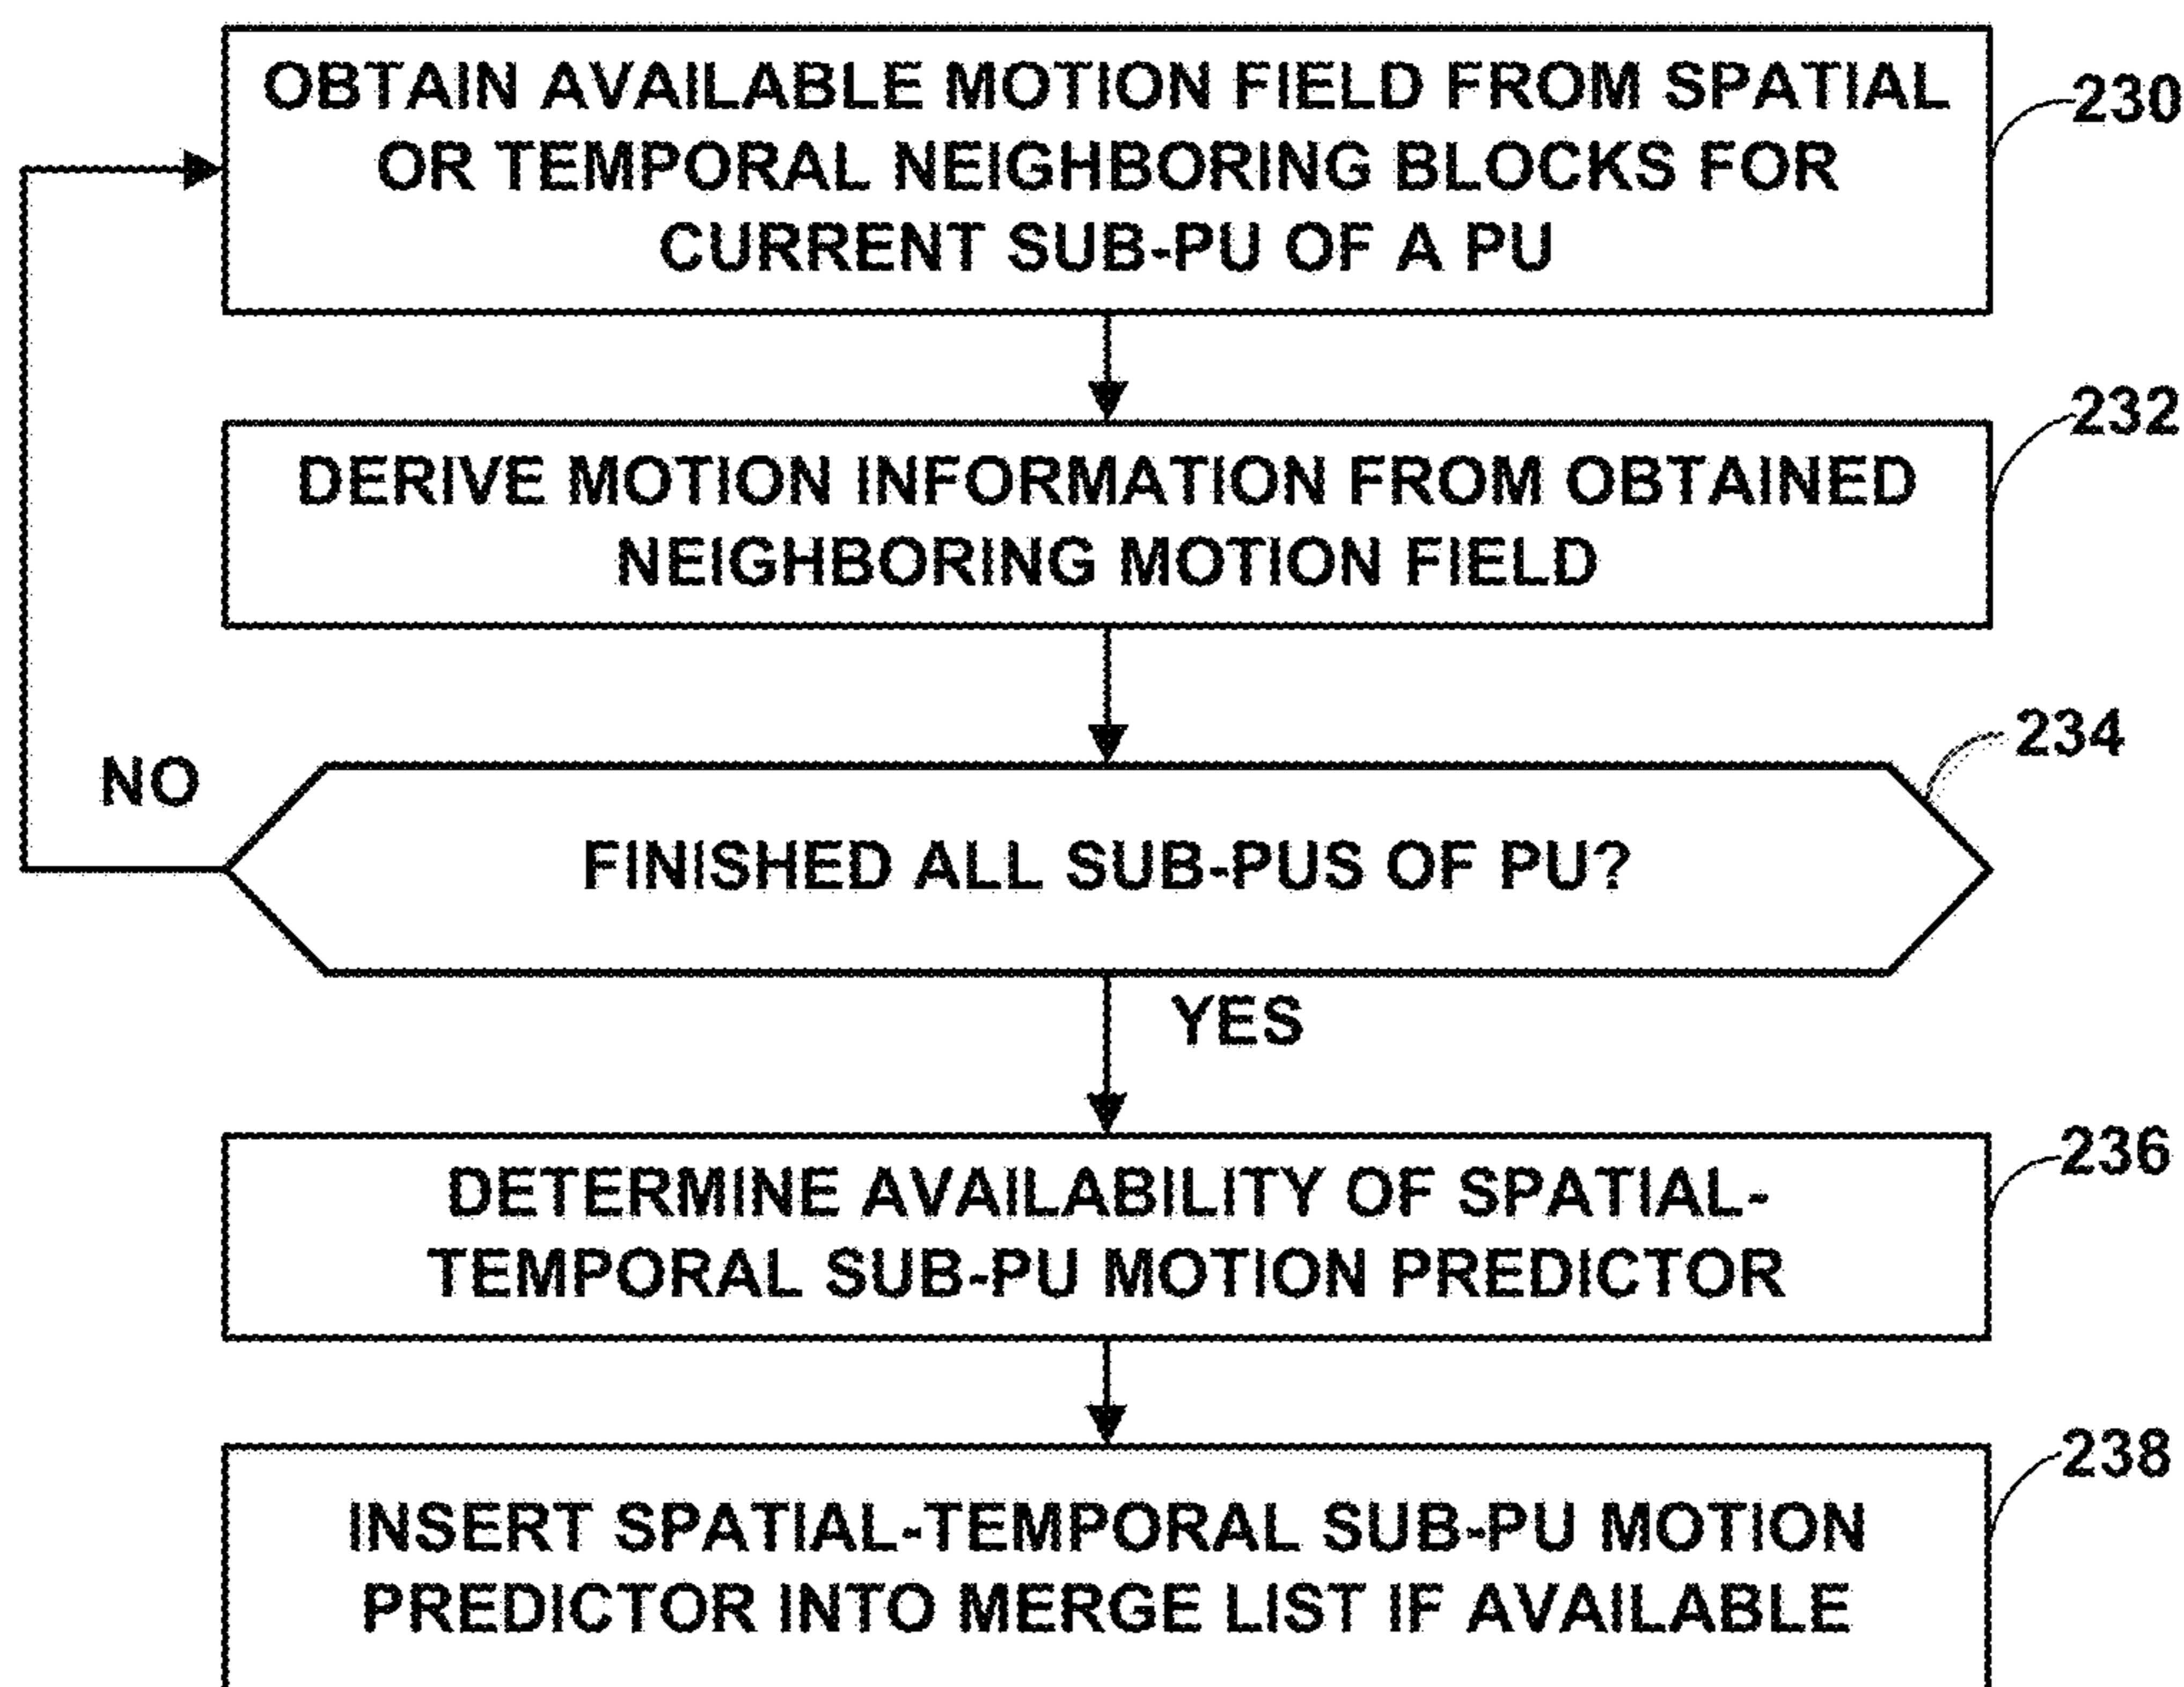 OBTAIN AVAILABLE MOTION FIELD FROM SPATIAL
OR TEMPORAL NEIGHBORING BLOCKS FOR
CURRENT SUB-PU OF A PU
230
DERIVE MOTION INFORMATION FROM OBTAINED
NEIGHBORING MOTION FIELD
232
NO
FINISHED ALL SUB-PUS OF PU?
234
YES
DETERMINE AVAILABILITY OF SPATIAL-
TEMPORAL SUB-PU MOTION PREDICTOR
236
INSERT SPATIAL-TEMPORAL SUB-PU MOTION
PREDICTOR INTO MERGE LIST IF AVAILABLE
238